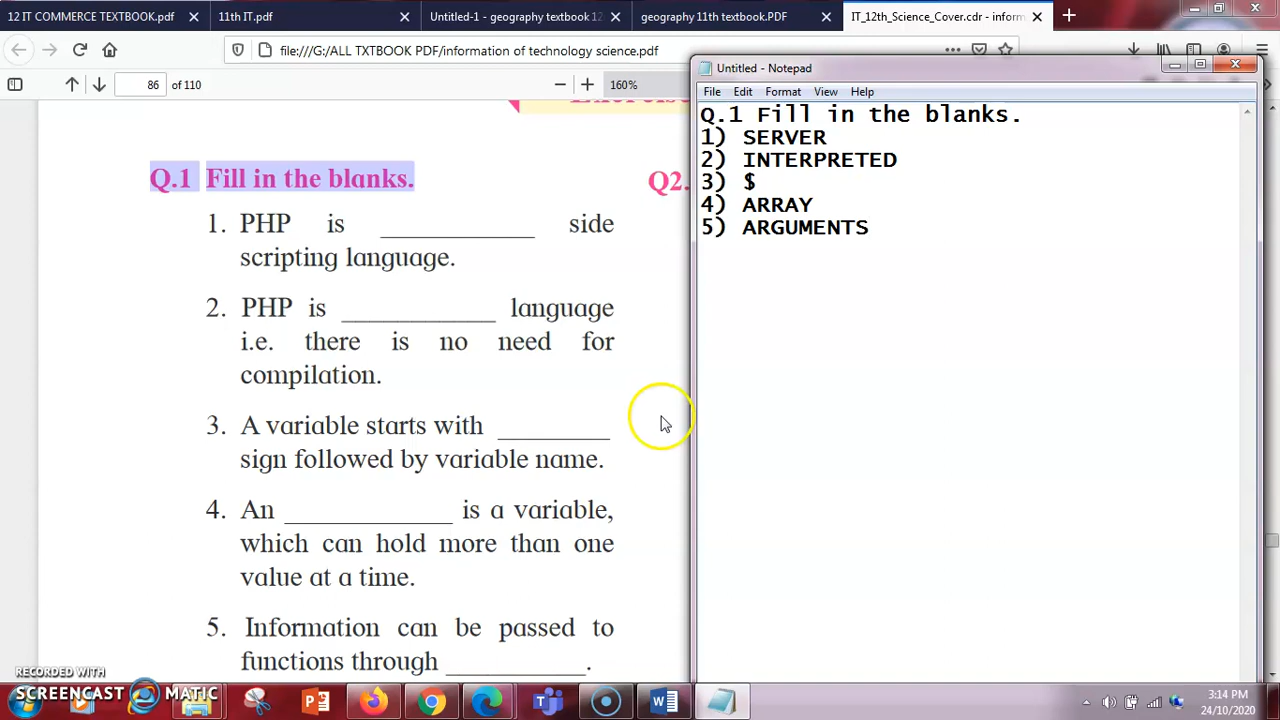 12 IT COMMERCE TEXTBOOK.pdf
11th IT.pdf
Untitled-1 - geography textbook 12
geography 11th textbook.PDF
IT_12th_Science_Cover.cdr - inform
file:///G:/ALL TXTBOOK PDF/information of technology science.pdf
86 of 110
160%
Q.1 Fill in the blanks.
1. PHP is ___________ side
scripting language.
2. PHP is ___________ language
i.e. there is no need for
compilation.
3. A variable starts with ________
sign followed by variable name.
4. An ____________ is a variable,
which can hold more than one
value at a time.
5. Information can be passed to
functions through __________.
Q2.
Untitled - Notepad
File Edit Format View Help
Q.1 Fill in the blanks.
1) SERVER
2) INTERPRETED
3) $
4) ARRAY
5) ARGUMENTS
RECORDED WITH
SCREENCAST MATIC
3:14 PM
24/10/2020